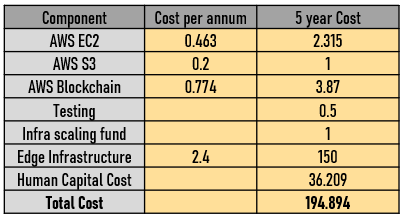 Component Cost per annum 5 year Cost
AWS EC2 0.463 2.315
AWS S3 0.2 1
AWS Blockchain 0.774 3.87
Testing 0.5
Infra scaling fund 1
Edge Infrastructure 2.4 150
Human Capital Cost 36.209
Total Cost 194.894